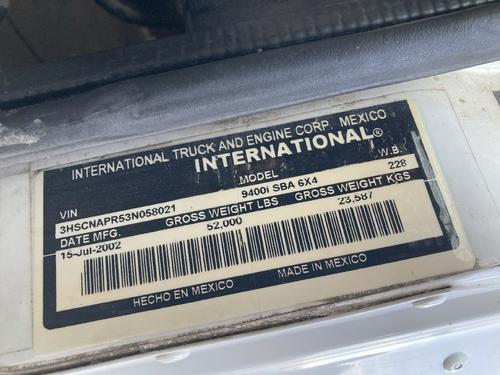 INTERNATIONAL TRUCK AND ENGINE CORP. MEXICO
INTERNATIONAL®
VIN MODEL W.B.
3HSCNAPR53N058021 9400i SBA 6X4 228
DATE MFG. GROSS WEIGHT LBS GROSS WEIGHT KGS
15-Jul-2002 52,000 23,587
HECHO EN MEXICO MADE IN MEXICO